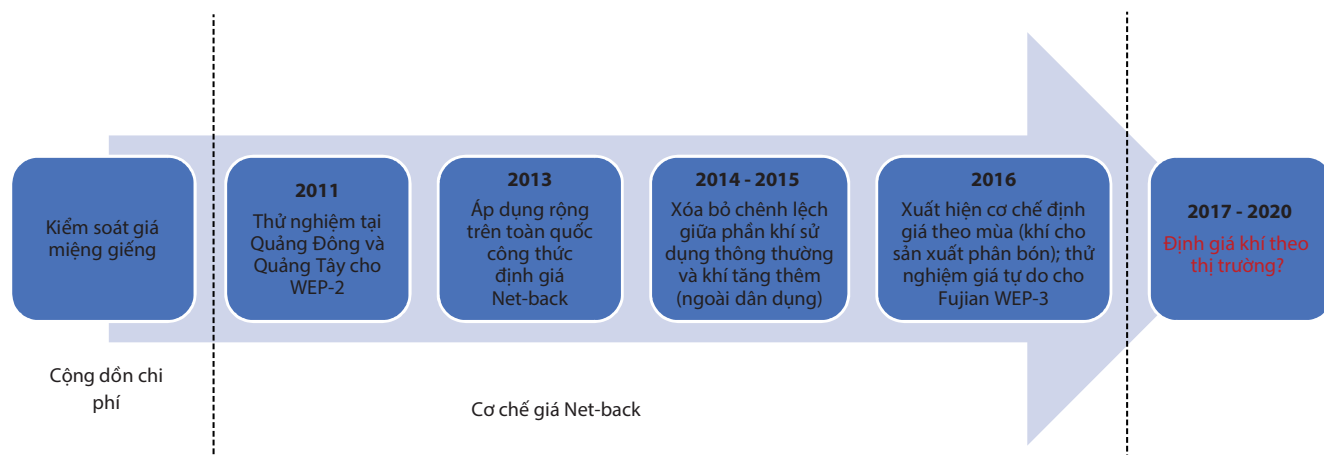 Kiểm soát giá
miệng giếng
2011
Thử nghiệm tại
Quảng Đông và
Quảng Tây cho
WEP-2
2013
Áp dụng rộng
trên toàn quốc
công thức
định giá
Net-back
2014 - 2015
Xóa bỏ chênh lệch
giữa phần khí sử
dụng thông thường
và khí tăng thêm
(ngoài dân dụng)
2016
Xuất hiện cơ chế định
giá theo mùa (khí cho
sản xuất phân bón); thử
nghiệm giá tự do cho
Fujian WEP-3
2017 - 2020
Định giá khí theo
thị trường?
Cộng dồn chi
phí
Cơ chế giá Net-back